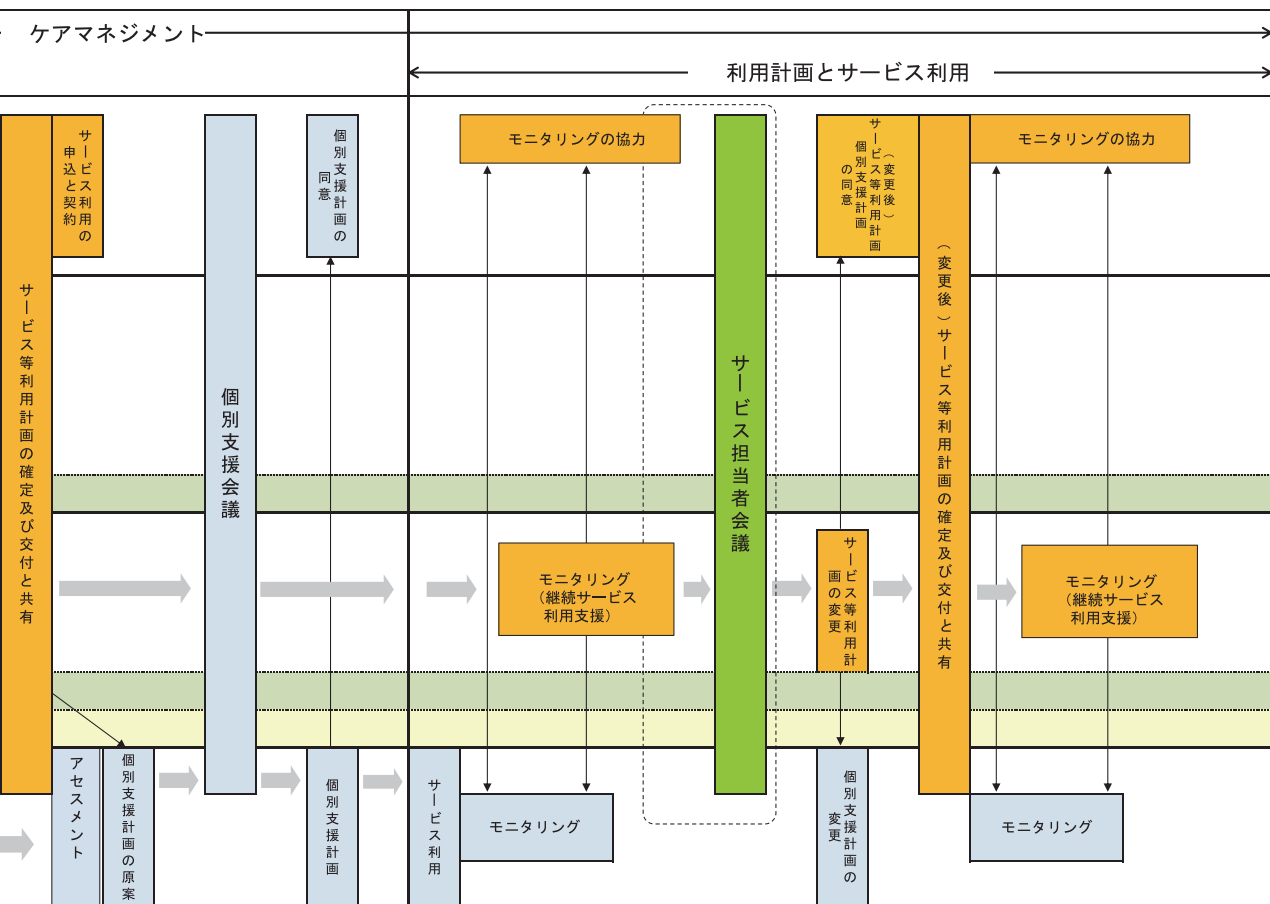 ケアマネジメント
利用計画とサービス利用
サービス等利用計画の確定及び交付と共有
サービス利用の
申込と契約
個別支援会議
個別支援計画の
同意
モニタリングの協力
サービス担当者会議
（変更後）
サービス等利用計画
個別支援計画
の同意
（変更後）サービス等利用計画の確定及び交付と共有
モニタリングの協力
モニタリング
（継続サービス
利用支援）
サービス等利用計
画の変更
モニタリング
（継続サービス
利用支援）
アセスメント
個別支援計画の原案
個別支援計画
サービス利用
モニタリング
個別支援計画の
変更
モニタリング